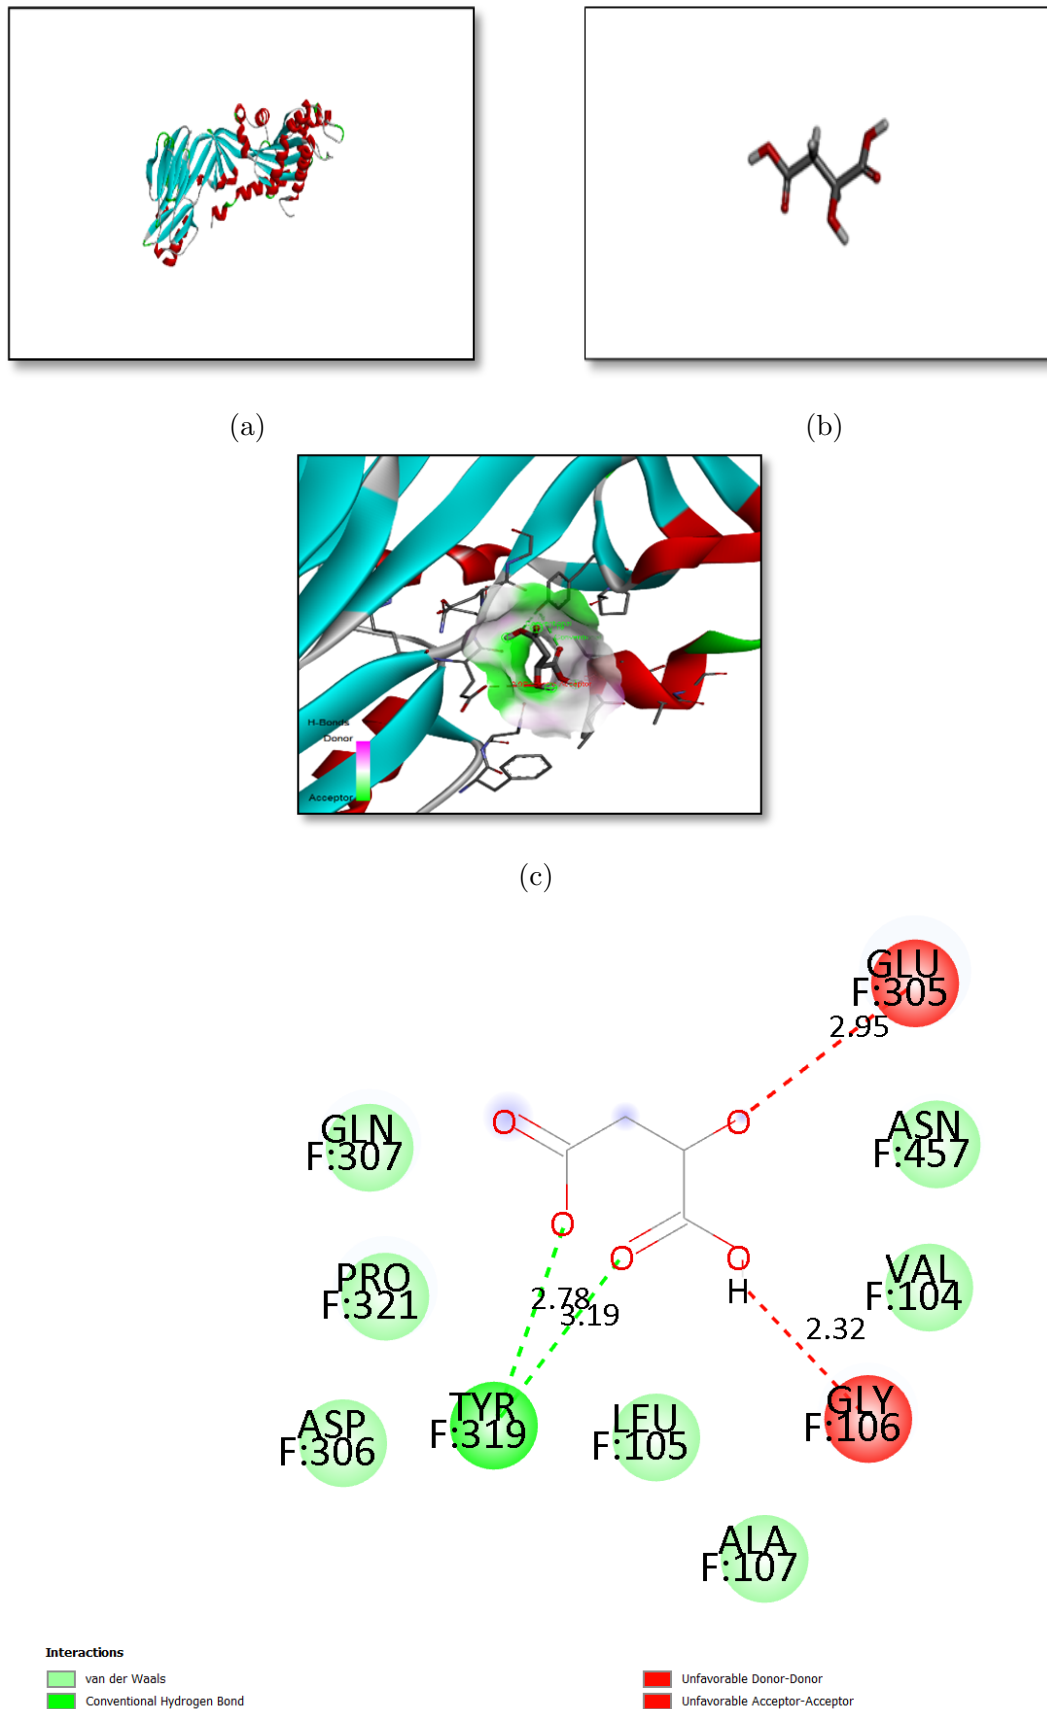 (a)
(b)
H-Bonds
Donor
Acceptor
(c)
GLU
F:305
2.95
O
O
GLN
F:307
ASN
F:457
O
O
O
H
PRO
F:321
VAL
F:104
2.78
3.19
2.32
TYR
F:319
LEU
F:105
GLY
F:106
ASP
F:306
ALA
F:107
Interactions
van der Waals
Conventional Hydrogen Bond
Unfavorable Donor-Donor
Unfavorable Acceptor-Acceptor